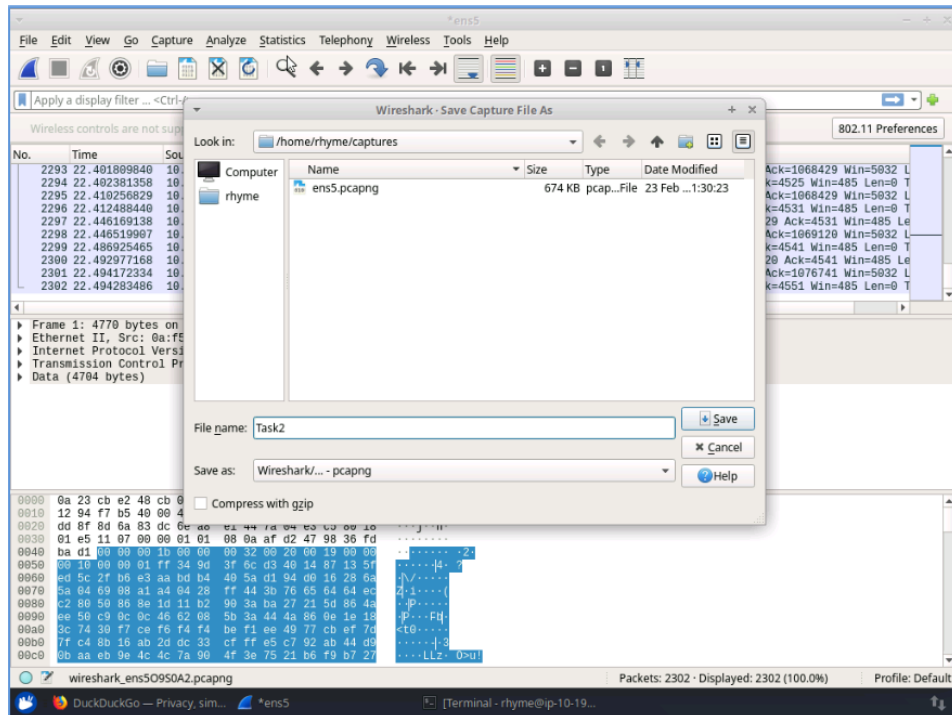 *ens5
File Edit View Go Capture Analyze Statistics Telephony Wireless Tools Help
Apply a display filter ... <Ctrl-/
Wireless controls are not supp
802.11 Preferences
Wireshark · Save Capture File As
Look in: /home/rhyme/captures
Computer
rhyme
Name Size Type Date Modified
ens5.pcapng 674 KB pcap...File 23 Feb ...1:30:23
File name: Task2
Save
Cancel
Save as: Wireshark/... - pcapng
Help
Compress with gzip
No. Time Sou
2293 22.401809840 10. Ack=1068429 Win=5032 L
2294 22.402381358 10. k=4525 Win=485 Len=0 T
2295 22.410256829 10. Ack=1068429 Win=5032 L
2296 22.412488440 10. k=4531 Win=485 Len=0 T
2297 22.446169138 10. 29 Ack=4531 Win=485 Le
2298 22.446519907 10. Ack=1069120 Win=5032 L
2299 22.486925465 10. k=4541 Win=485 Len=0 T
2300 22.492977168 10. 20 Ack=4541 Win=485 Le
2301 22.494172334 10. Ack=1076741 Win=5032 L
2302 22.494283486 10. k=4551 Win=485 Len=0 T
Frame 1: 4770 bytes on
Ethernet II, Src: 0a:f5
Internet Protocol Versi
Transmission Control Pr
Data (4704 bytes)
0000 0a 23 cb e2 48 cb 0
0010 12 94 f7 b5 40 00 4
0020 dd 8f 8d 6a 83 dc 6e a8 e1 44 7a 04 e3 c5 80 18
0030 01 e5 11 07 00 00 01 01 08 0a af d2 47 98 36 fd
0040 ba d1 00 00 00 1b 00 00 00 32 00 20 00 19 00 00
0050 00 10 00 00 01 ff 34 9d 3f 6c d3 40 14 87 13 5f
0060 ed 5c 2f b6 e3 aa bd b4 40 5a d1 94 d0 16 28 6a
0070 5a 04 69 08 a1 a4 04 28 ff 44 3b 76 65 64 64 ec
0080 c2 80 50 86 8e 1d 11 b2 90 3a ba 27 21 5d 86 4a
0090 ee 50 c9 0c 0c 46 62 08 5b 3a 44 4a 86 0e 1e 18
00a0 3c 74 30 f7 ce f6 f4 f4 be f1 ee 49 77 cb ef 7d
00b0 7f c4 8b 16 ab 2d dc 33 cf ff e5 c7 92 ab 44 d9
00c0 0b aa eb 9e 4c 4c 7a 90 4f 3e 75 21 b6 f9 b7 27
wireshark_ens5O9S0A2.pcapng Packets: 2302 · Displayed: 2302 (100.0%) Profile: Default
DuckDuckGo — Privacy, sim... *ens5 [Terminal - rhyme@ip-10-19...